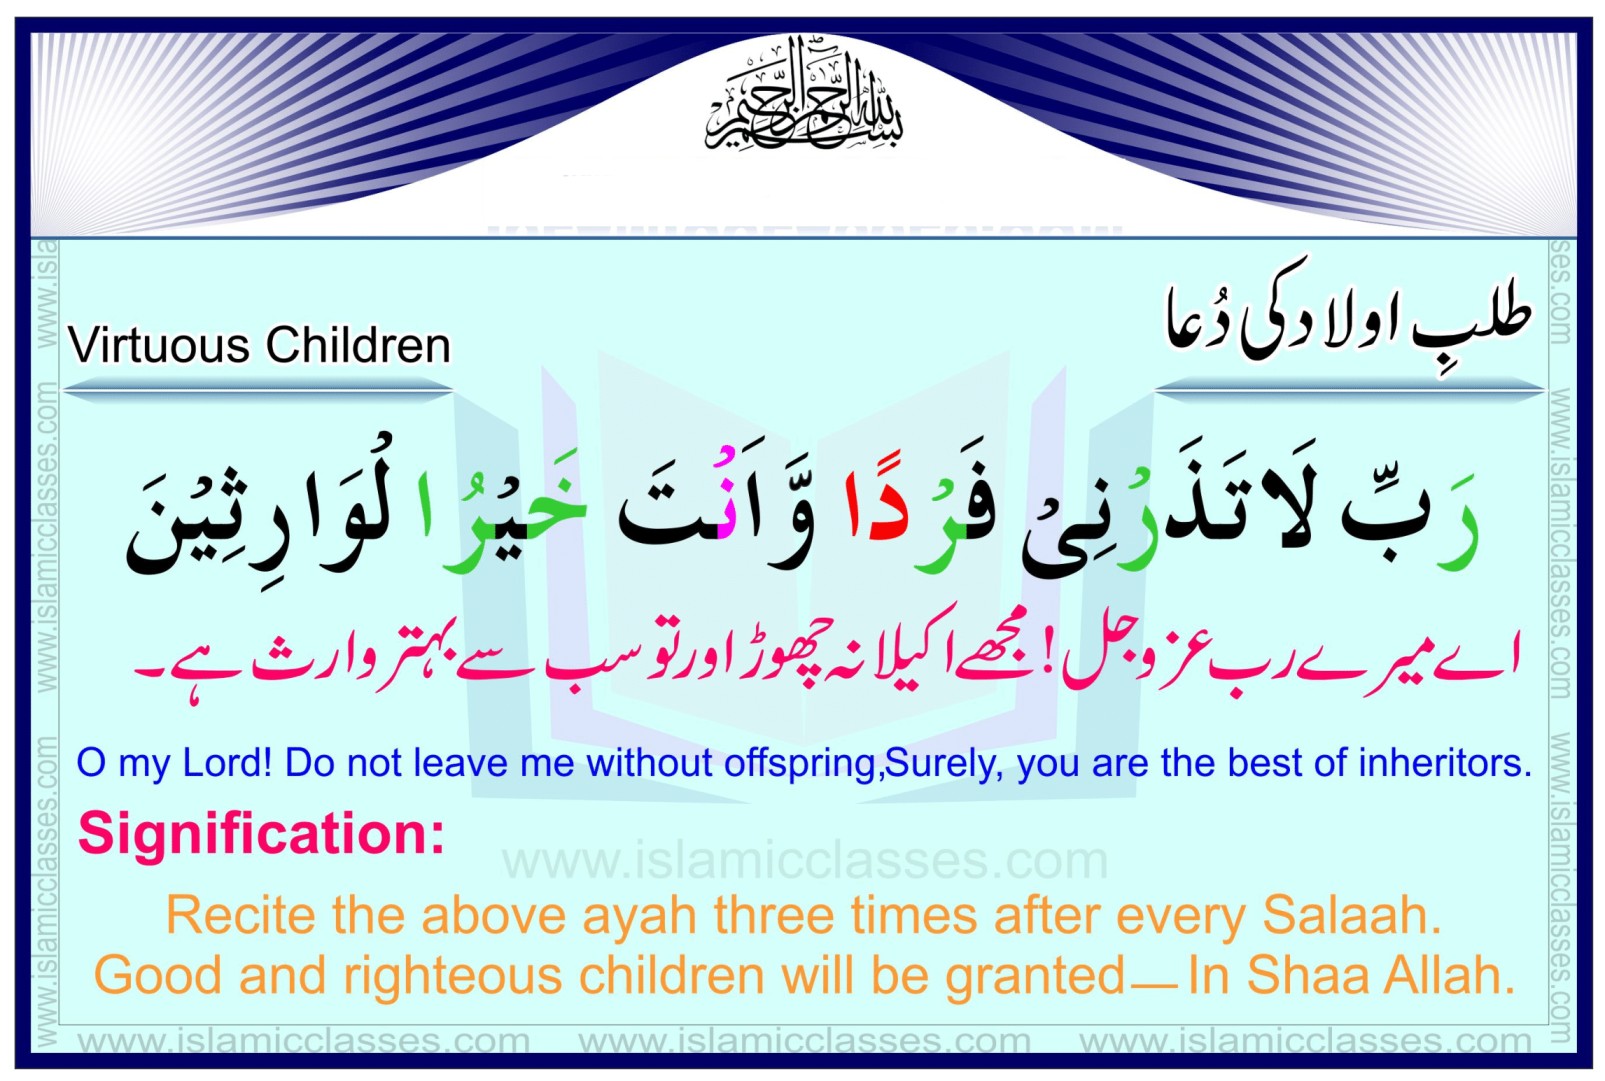 بسم الله الرحمن الرحيم
Virtuous Children
طلبِ اولاد کی دُعا
رَبِّ لَا تَذَرْنِیْ فَرْدًا وَّ اَنْتَ خَیْرُ ا لْوَارِثِیْنَ
اے میرے رب عزوجل! مجھے اکیلا نہ چھوڑ اور تو سب سے بہتر وارث ہے۔
O my Lord! Do not leave me without offspring,Surely, you are the best of inheritors.
Signification:
www.islamicclasses.com
Recite the above ayah three times after every Salaah.
Good and righteous children will be granted— In Shaa Allah.
www.islamicclasses.com www.islamicclasses.com www.islamicclasses.com